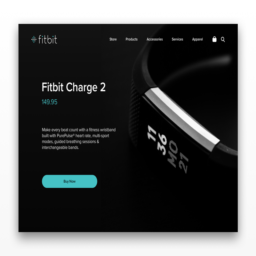 fitbit
Store Products Accessories Services Apparel
Fitbit Charge 2
149.95
Make every beat count with a fitness wristband
built with PurePulse® heart rate, multi-sport
modes, guided breathing sessions &
interchangeable bands.
Buy Now
11
36
MO
21